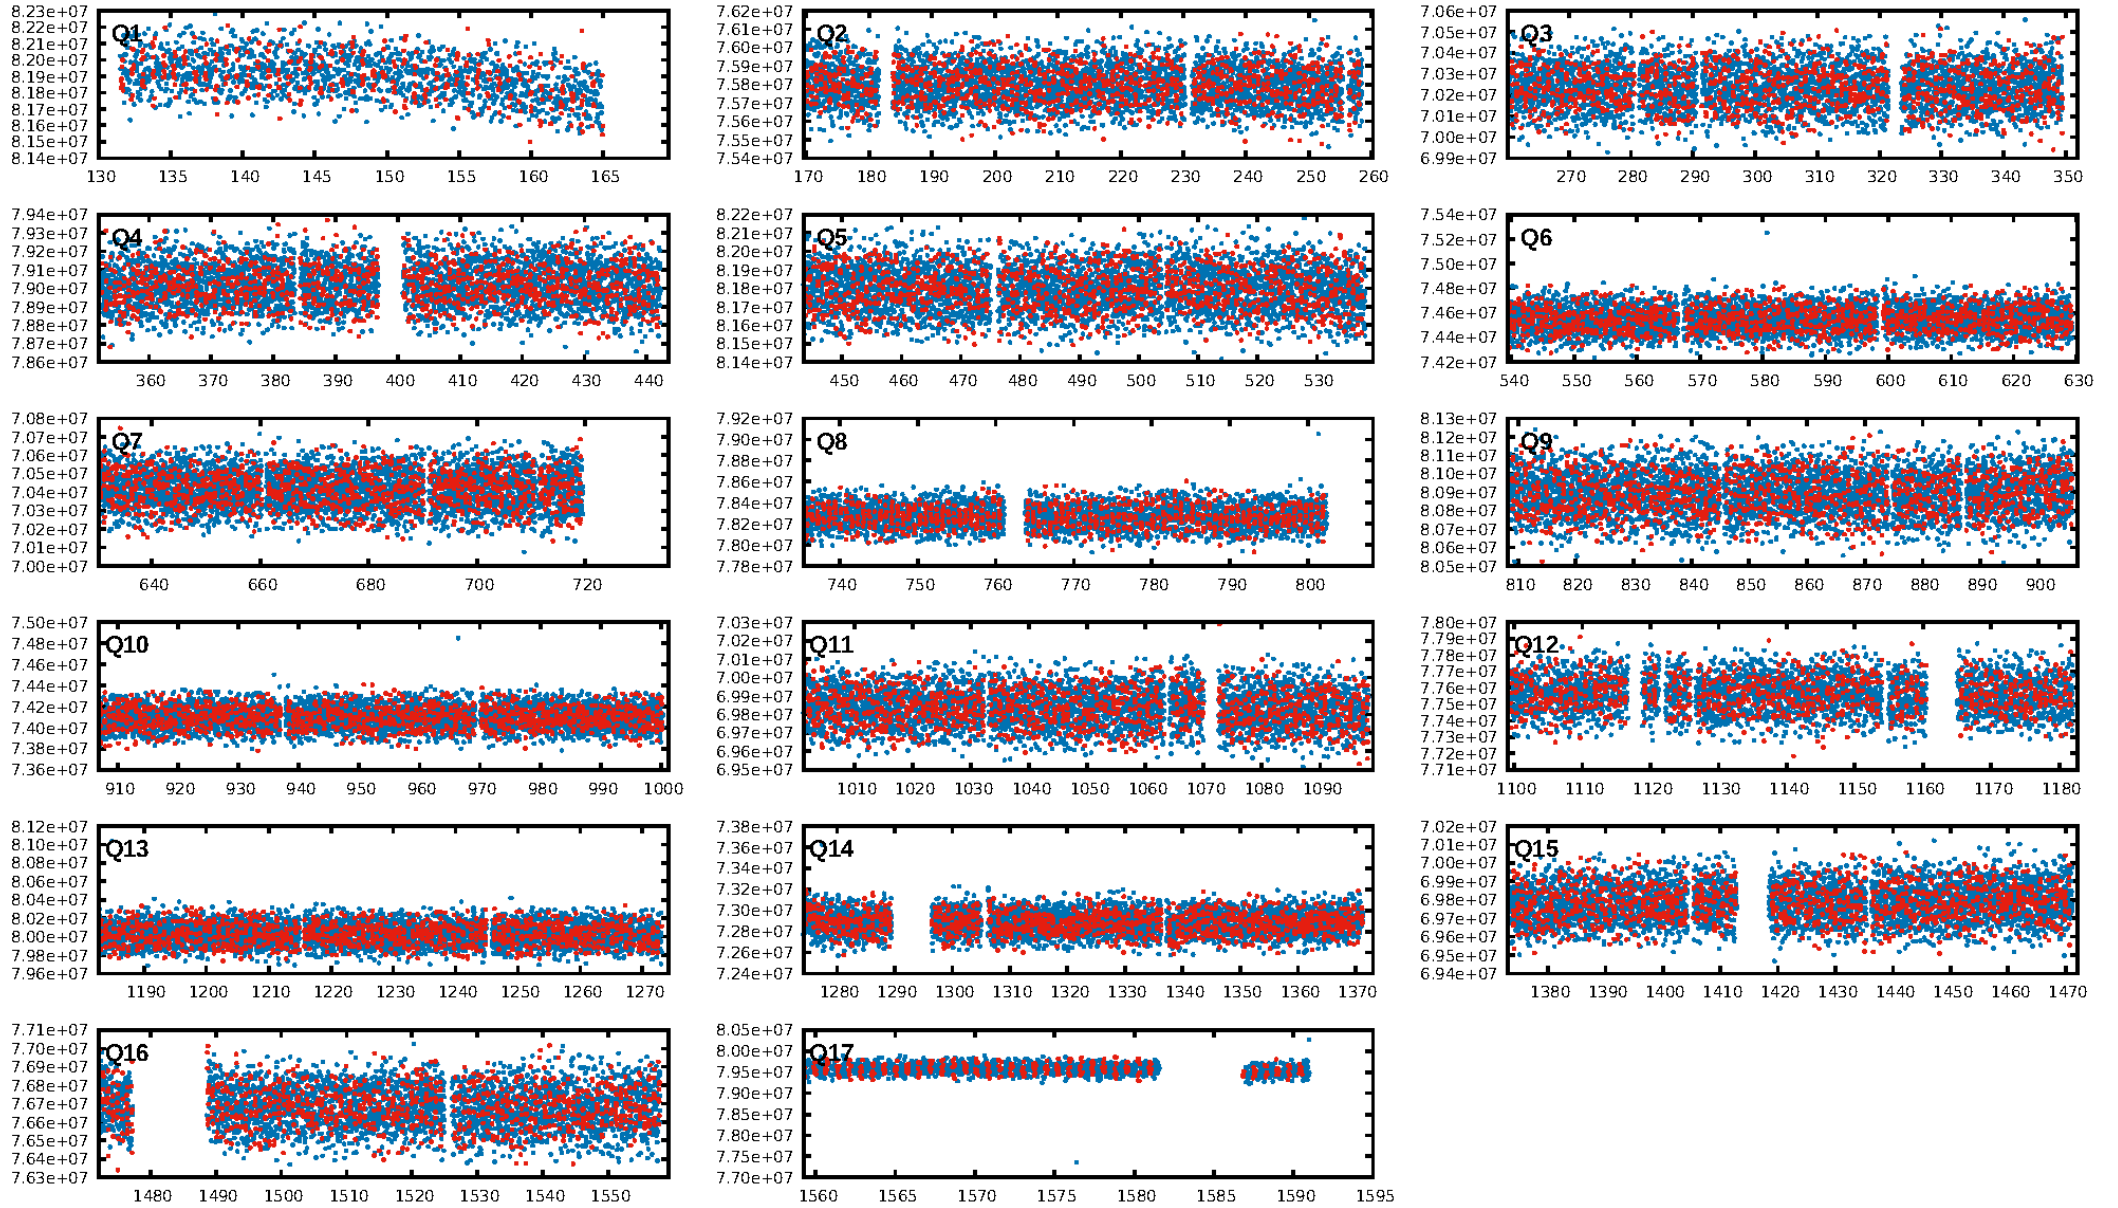 8.23e+07
8.22e+07
8.21e+07
8.20e+07
8.19e+07
8.18e+07
8.17e+07
8.16e+07
8.15e+07
8.14e+07
Q1
130 135 140 145 150 155 160 165
7.62e+07
7.61e+07
7.60e+07
7.59e+07
7.58e+07
7.57e+07
7.56e+07
7.55e+07
7.54e+07
Q2
170 180 190 200 210 220 230 240 250 260
7.06e+07
7.05e+07
7.04e+07
7.03e+07
7.02e+07
7.01e+07
7.00e+07
6.99e+07
Q3
270 280 290 300 310 320 330 340 350
7.94e+07
7.93e+07
7.92e+07
7.91e+07
7.90e+07
7.89e+07
7.88e+07
7.87e+07
7.86e+07
Q4
360 370 380 390 400 410 420 430 440
8.22e+07
8.21e+07
8.20e+07
8.19e+07
8.18e+07
8.17e+07
8.16e+07
8.15e+07
8.14e+07
Q5
450 460 470 480 490 500 510 520 530
7.54e+07
7.52e+07
7.50e+07
7.48e+07
7.46e+07
7.44e+07
7.42e+07
Q6
540 550 560 570 580 590 600 610 620 630
7.08e+07
7.07e+07
7.06e+07
7.05e+07
7.04e+07
7.03e+07
7.02e+07
7.01e+07
7.00e+07
Q7
640 660 680 700 720
7.92e+07
7.90e+07
7.88e+07
7.86e+07
7.84e+07
7.82e+07
7.80e+07
7.78e+07
Q8
740 750 760 770 780 790 800
8.13e+07
8.12e+07
8.11e+07
8.10e+07
8.09e+07
8.08e+07
8.07e+07
8.06e+07
8.05e+07
Q9
810 820 830 840 850 860 870 880 890 900
7.50e+07
7.48e+07
7.46e+07
7.44e+07
7.42e+07
7.40e+07
7.38e+07
7.36e+07
Q10
910 920 930 940 950 960 970 980 990 1000
7.03e+07
7.02e+07
7.01e+07
7.00e+07
6.99e+07
6.98e+07
6.97e+07
6.96e+07
6.95e+07
Q11
1010 1020 1030 1040 1050 1060 1070 1080 1090
7.80e+07
7.79e+07
7.78e+07
7.77e+07
7.76e+07
7.75e+07
7.74e+07
7.73e+07
7.72e+07
7.71e+07
Q12
1100 1110 1120 1130 1140 1150 1160 1170 1180
8.12e+07
8.10e+07
8.08e+07
8.06e+07
8.04e+07
8.02e+07
8.00e+07
7.98e+07
7.96e+07
Q13
1190 1200 1210 1220 1230 1240 1250 1260 1270
7.38e+07
7.36e+07
7.34e+07
7.32e+07
7.30e+07
7.28e+07
7.26e+07
7.24e+07
Q14
1280 1290 1300 1310 1320 1330 1340 1350 1360 1370
7.02e+07
7.01e+07
7.00e+07
6.99e+07
6.98e+07
6.97e+07
6.96e+07
6.95e+07
6.94e+07
Q15
1380 1390 1400 1410 1420 1430 1440 1450 1460 1470
7.71e+07
7.70e+07
7.69e+07
7.68e+07
7.67e+07
7.66e+07
7.65e+07
7.64e+07
7.63e+07
Q16
1480 1490 1500 1510 1520 1530 1540 1550
8.05e+07
8.00e+07
7.95e+07
7.90e+07
7.85e+07
7.80e+07
7.75e+07
7.70e+07
Q17
1560 1565 1570 1575 1580 1585 1590 1595